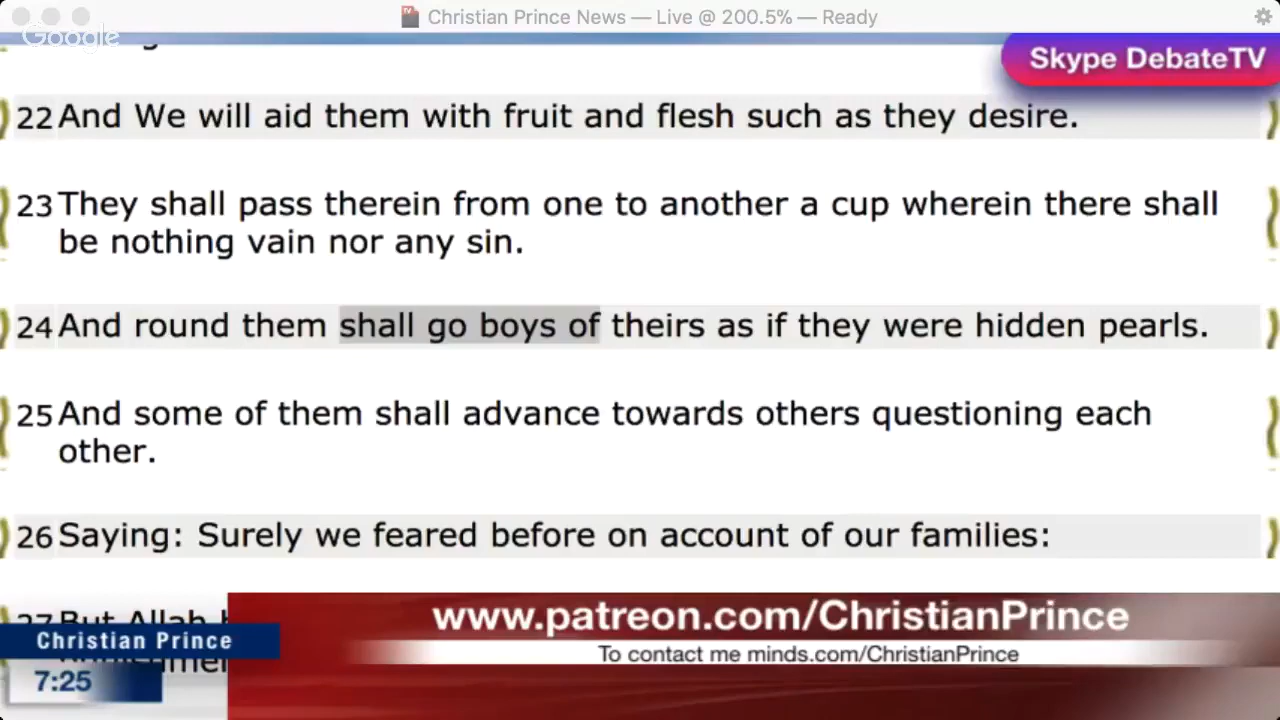 Christian Prince News — Live @ 200.5% — Ready
Google
Skype DebateTV
22 And We will aid them with fruit and flesh such as they desire.
23 They shall pass therein from one to another a cup wherein there shall
be nothing vain nor any sin.
24 And round them shall go boys of theirs as if they were hidden pearls.
25 And some of them shall advance towards others questioning each
other.
26 Saying: Surely we feared before on account of our families:
27 But Allah
www.patreon.com/ChristianPrince
Christian Prince
To contact me minds.com/ChristianPrince
7:25